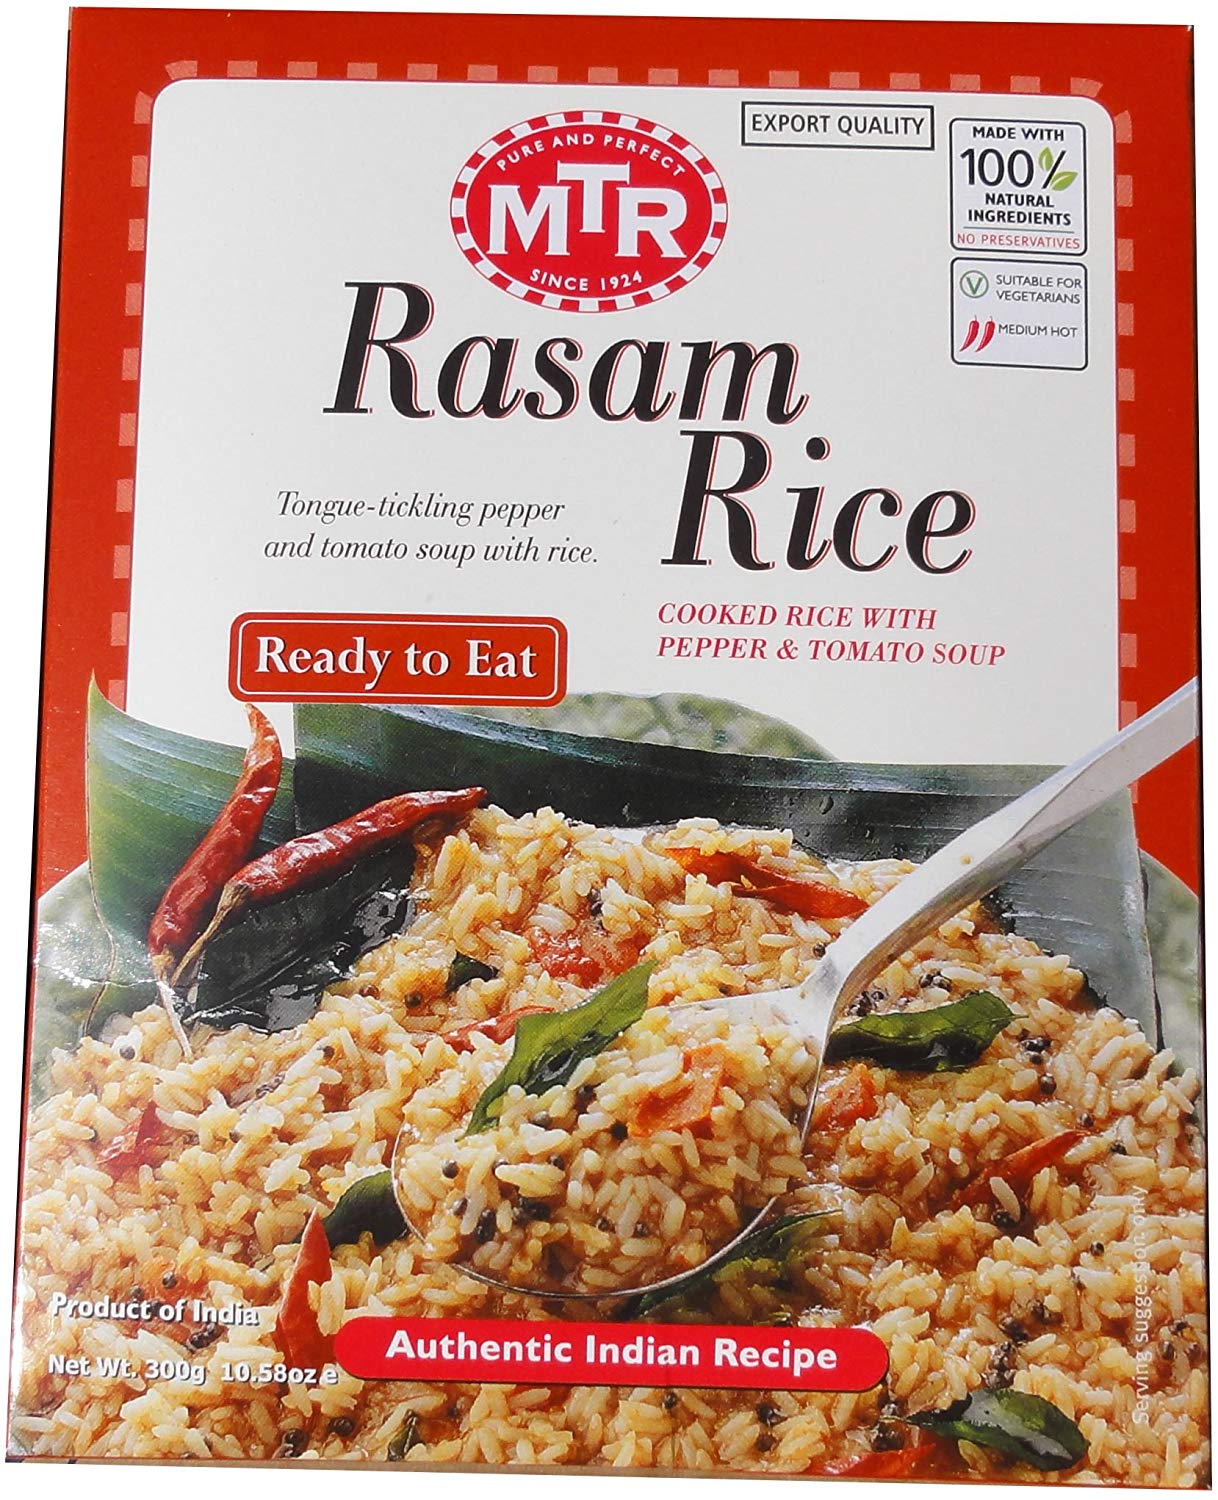 EXPORT QUALITY
MADE WITH
100%
NATURAL
INGREDIENTS
NO PRESERVATIVES
V SUITABLE FOR
VEGETARIANS
MEDIUM HOT
PURE AND PERFECT
MTR
SINCE 1924
Rasam
Rice
Tongue-tickling pepper
and tomato soup with rice.
COOKED RICE WITH
PEPPER & TOMATO SOUP
Ready to Eat
Product of India
Net Wt. 300g 10.58oz e
Authentic Indian Recipe
Serving suggestion only